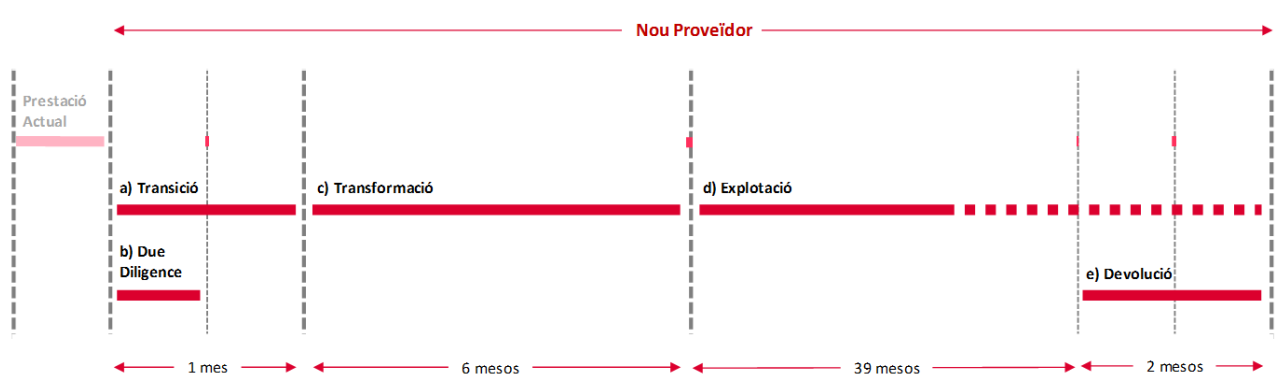 Nou Proveïdor
Prestació
Actual
a) Transició
c) Transformació
d) Explotació
b) Due
Diligence
e) Devolució
1 mes
6 mesos
39 mesos
2 mesos